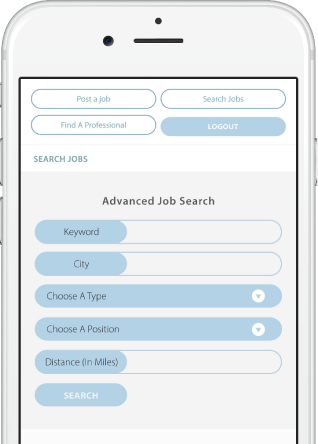 Post a job
Search Jobs
Find A Professional
LOGOUT
SEARCH JOBS
Advanced Job Search
Keyword
City
Choose A Type
Choose A Position
Distance (In Miles)
SEARCH